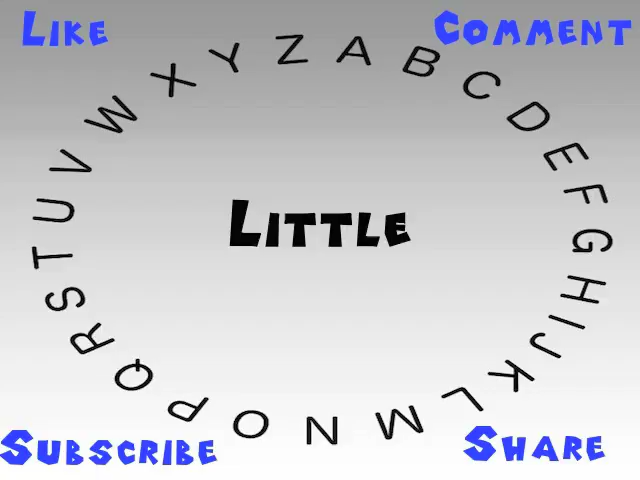 Like
Comment
A B C D E F G H I J K L M N O P Q R S T U V W X Y Z
Little
Subscribe
Share